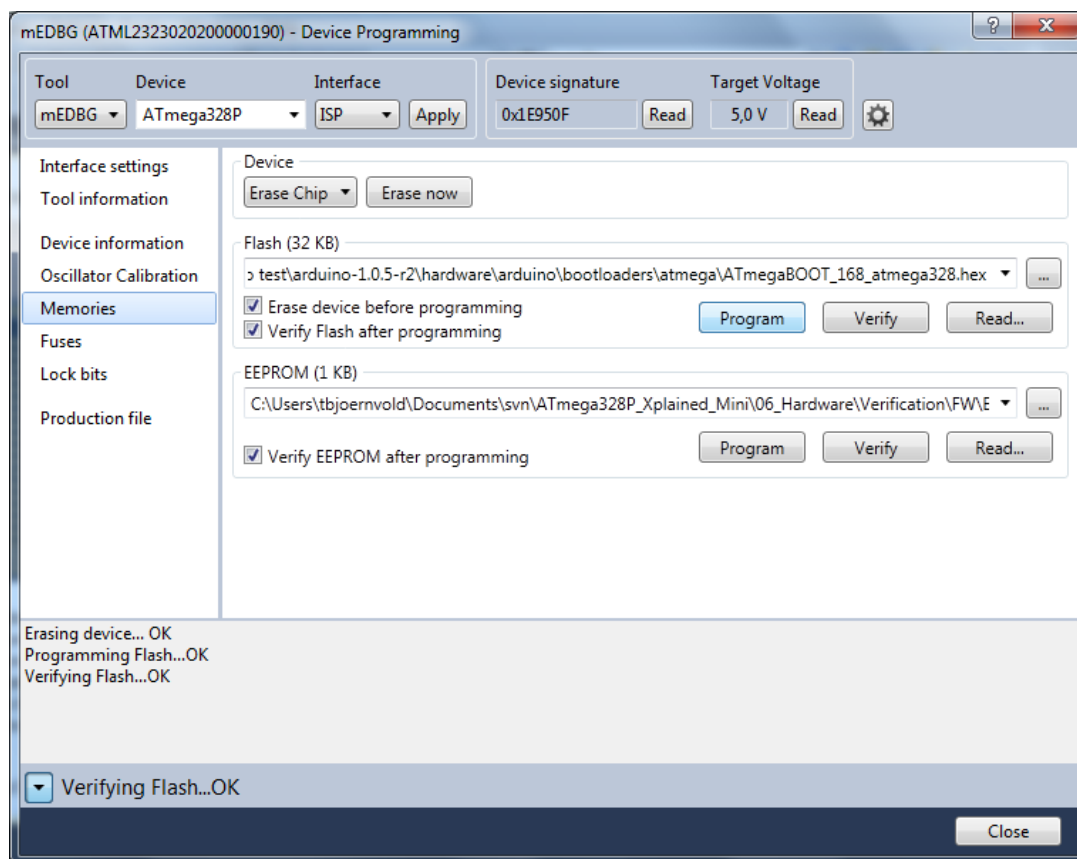 mEDBG (ATML2323020200000190) - Device Programming
?
Tool Device Interface Device signature Target Voltage
mEDBG ATmega328P ISP Apply 0x1E950F Read 5,0 V Read
Interface settings
Tool information
Device information
Oscillator Calibration
Memories
Fuses
Lock bits
Production file
Device
Erase Chip Erase now
Flash (32 KB)
test\arduino-1.0.5-r2\hardware\arduino\bootloaders\atmega\ATmegaBOOT_168_atmega328.hex ...
Erase device before programming
Verify Flash after programming
Program Verify Read...
EEPROM (1 KB)
C:\Users\tbjoernvold\Documents\svn\ATmega328P_Xplained_Mini\06_Hardware\Verification\FW\E ...
Verify EEPROM after programming
Program Verify Read...
Erasing device... OK
Programming Flash...OK
Verifying Flash...OK
Verifying Flash...OK
Close